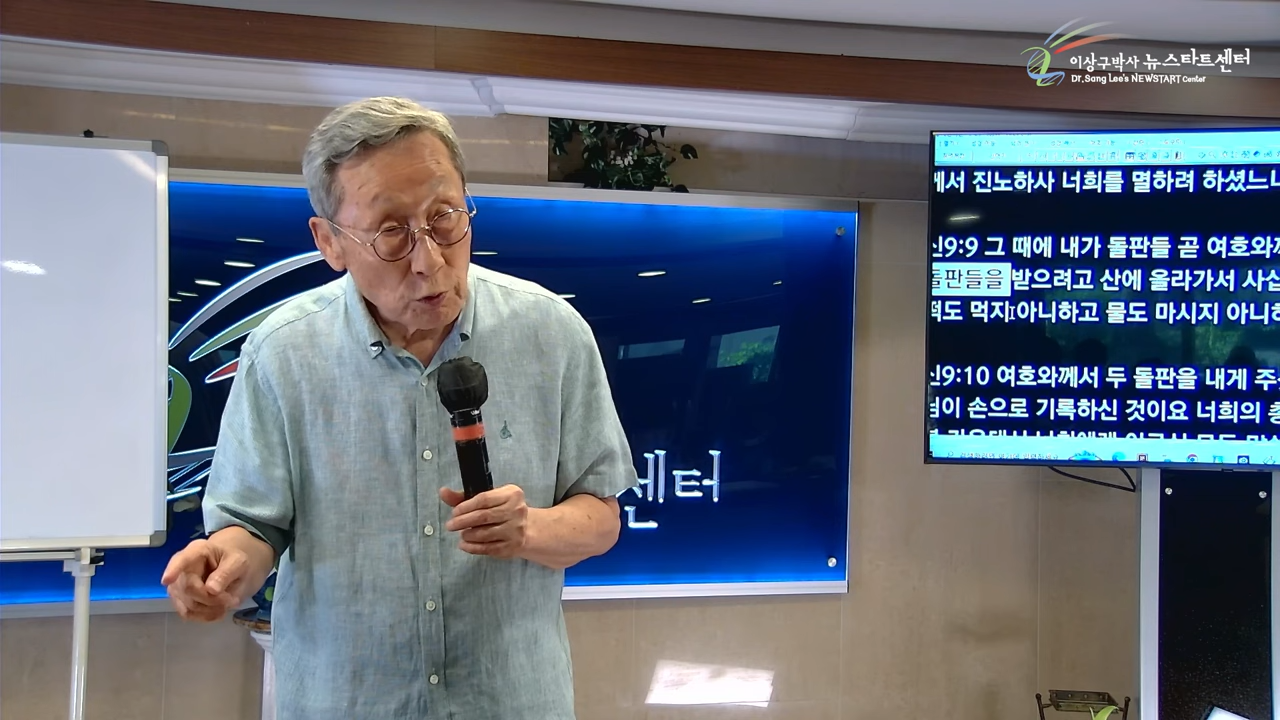 이상구박사 뉴스타트센터
Dr. Sang Lee's NEWSTART Center
센터
에서 진노하사 너희를 멸하려 하셨느니
신9:9 그 때에 내가 돌판들 곧 여호와께
돌판들을 받으려고 산에 올라가서 사십
떡도 먹지 아니하고 물도 마시지 아니하
신9:10 여호와께서 두 돌판을 내게 주
님이 손으로 기록하신 것이요 너희의 총